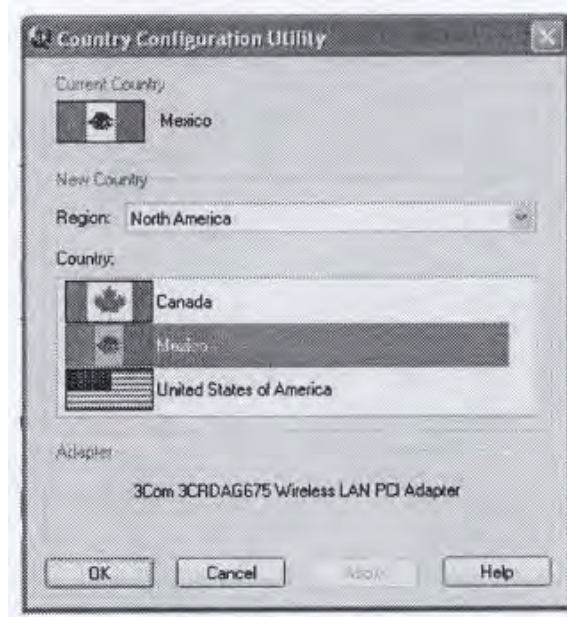 Country Configuration Utility
Current Country
Mexico
New Country
Region: North America
Country:
Canada
Mexico
United States of America
Adapter
3Com 3CRDAG675 Wireless LAN PCI Adapter
OK Cancel Apply Help